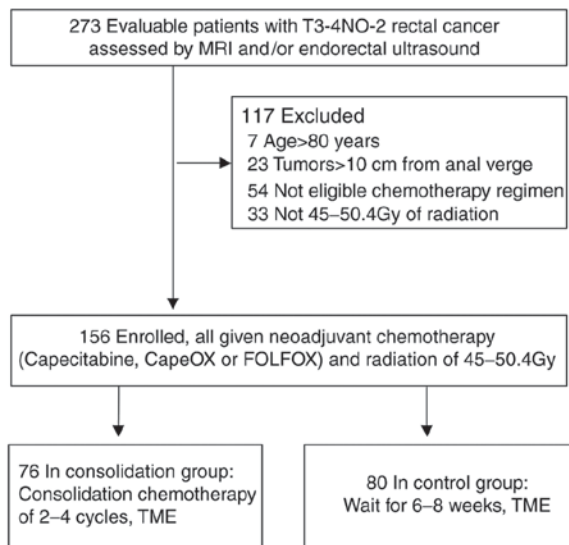 273 Evaluable patients with T3-4NO-2 rectal cancer
assessed by MRI and/or endorectal ultrasound
117 Excluded
7 Age>80 years
23 Tumors>10 cm from anal verge
54 Not eligible chemotherapy regimen
33 Not 45–50.4Gy of radiation
156 Enrolled, all given neoadjuvant chemotherapy
(Capecitabine, CapeOX or FOLFOX) and radiation of 45–50.4Gy
76 In consolidation group:
Consolidation chemotherapy
of 2–4 cycles, TME
80 In control group:
Wait for 6–8 weeks, TME